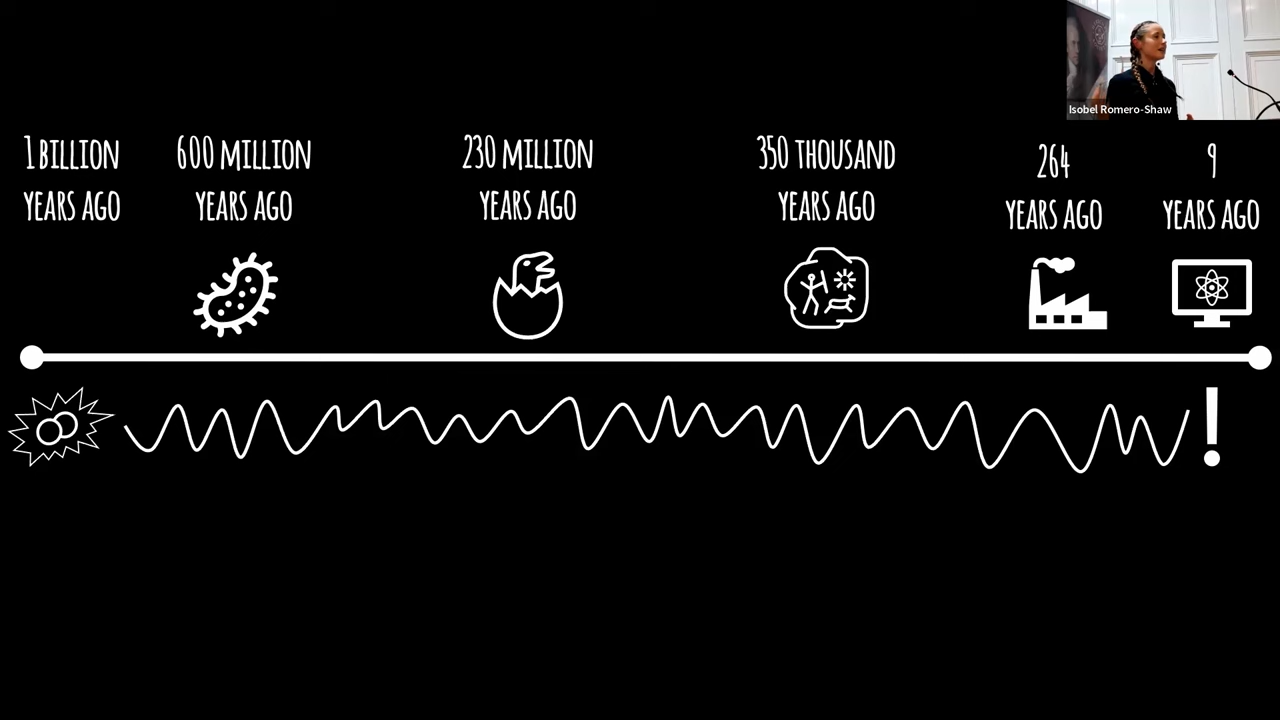 Isobel Romero-Shaw
1 BILLION
YEARS AGO
600 MILLION
YEARS AGO
230 MILLION
YEARS AGO
350 THOUSAND
YEARS AGO
264
YEARS AGO
9
YEARS AGO
!